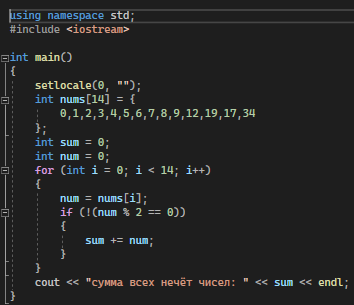 using namespace std;
#include <iostream>
int main()
{
setlocale(0, "");
int nums[14] = {
0,1,2,3,4,5,6,7,8,9,12,19,17,34
};
int sum = 0;
int num = 0;
for (int i = 0; i < 14; i++)
{
num = nums[i];
if (!(num % 2 == 0))
{
sum += num;
}
}
cout << "сумма всех нечёт чисел: " << sum << endl;
}